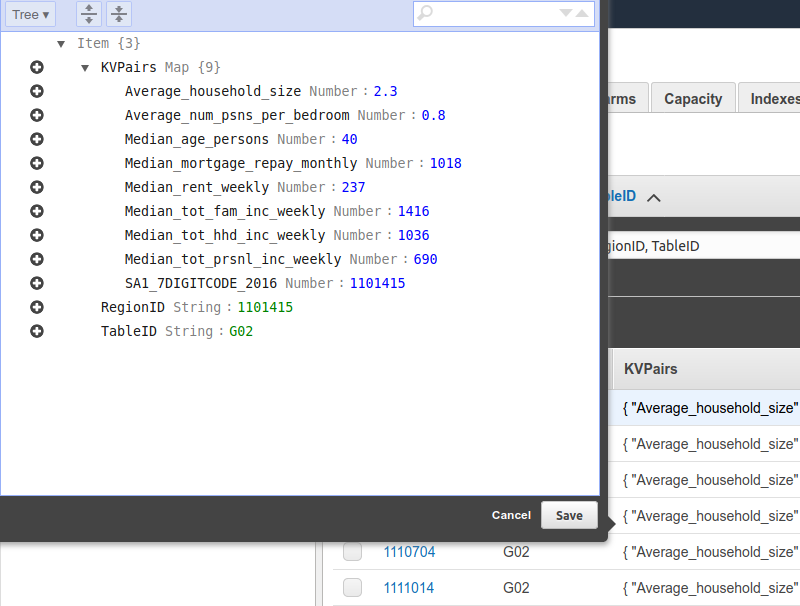 Tree ▾
Item {3}
KVPairs Map {9}
Average_household_size Number : 2.3
Average_num_psns_per_bedroom Number : 0.8
Median_age_persons Number : 40
Median_mortgage_repay_monthly Number : 1018
Median_rent_weekly Number : 237
Median_tot_fam_inc_weekly Number : 1416
Median_tot_hhd_inc_weekly Number : 1036
Median_tot_prsnl_inc_weekly Number : 690
SA1_7DIGITCODE_2016 Number : 1101415
RegionID String : 1101415
TableID String : G02
Cancel Save
rms Capacity Indexes
bleID
gionID, TableID
KVPairs
{ "Average_household_size"
{ "Average_household_size"
{ "Average_household_size"
{ "Average_household_size"
1110704 G02 { "Average_household_size"
1111014 G02 { "Average_household_size"